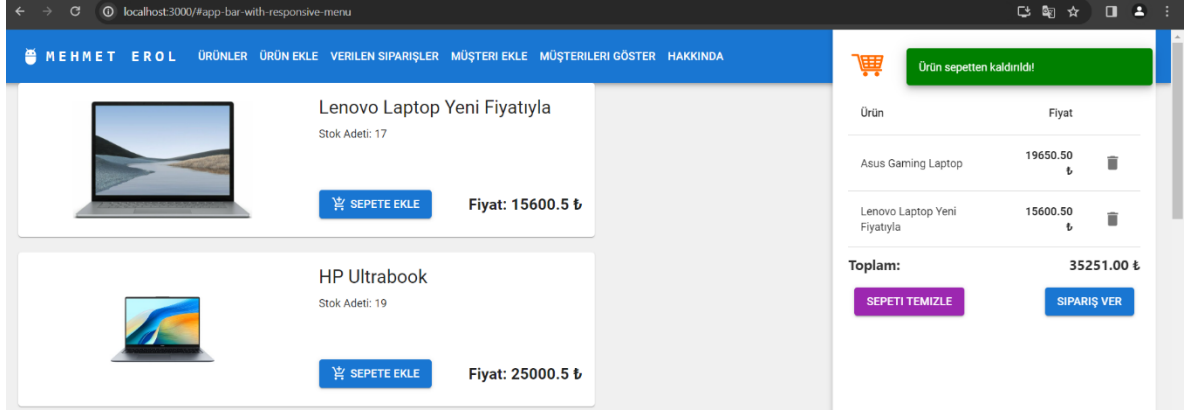 localhost:3000/#app-bar-with-responsive-menu
MEHMET EROL ÜRÜNLER ÜRÜN EKLE VERILEN SIPARIŞLER MÜŞTERI EKLE MÜŞTERILERI GÖSTER HAKKINDA
Lenovo Laptop Yeni Fiyatıyla
Stok Adeti: 17
SEPETE EKLE Fiyat: 15600.5 ₺
HP Ultrabook
Stok Adeti: 19
SEPETE EKLE Fiyat: 25000.5 ₺
Ürün sepetten kaldırıldı!
Ürün Fiyat
Asus Gaming Laptop 19650.50
₺
Lenovo Laptop Yeni 15600.50
Fiyatıyla ₺
Toplam: 35251.00 ₺
SEPETI TEMIZLE SIPARIŞ VER